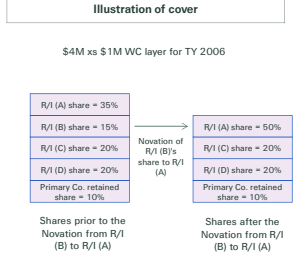 Illustration of cover
$4M xs $1M WC layer for TY 2006
R/I (A) share = 35%
R/I (B) share = 15%
R/I (C) share = 20%
R/I (D) share = 20%
Primary Co. retained
share = 10%
Novation of
R/I (B)'s
share to R/I
(A)
R/I (A) share = 50%
R/I (C) share = 20%
R/I (D) share = 20%
Primary Co. retained
share = 10%
Shares prior to the
Novation from R/I
(B) to R/I (A)
Shares after the
Novation from R/I
(B) to R/I (A)